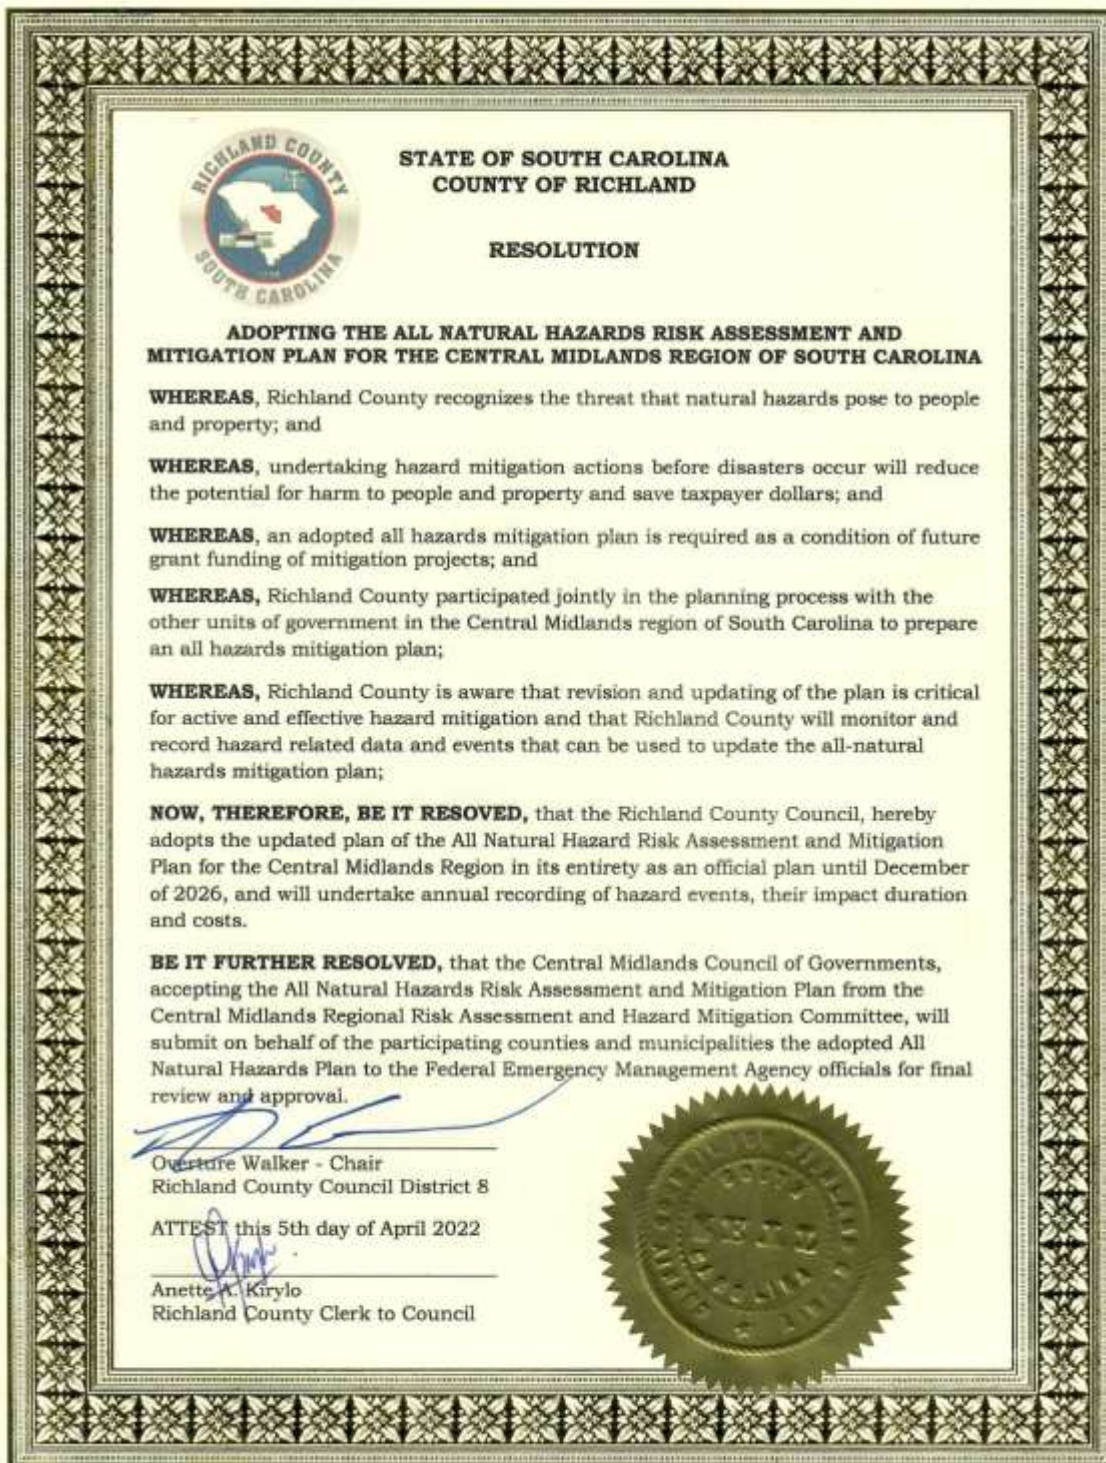 RICHLAND COUNTY
SOUTH CAROLINA
STATE OF SOUTH CAROLINA
COUNTY OF RICHLAND
RESOLUTION
ADOPTING THE ALL NATURAL HAZARDS RISK ASSESSMENT AND
MITIGATION PLAN FOR THE CENTRAL MIDLANDS REGION OF SOUTH CAROLINA
WHEREAS, Richland County recognizes the threat that natural hazards pose to people
and property; and
WHEREAS, undertaking hazard mitigation actions before disasters occur will reduce
the potential for harm to people and property and save taxpayer dollars; and
WHEREAS, an adopted all hazards mitigation plan is required as a condition of future
grant funding of mitigation projects; and
WHEREAS, Richland County participated jointly in the planning process with the
other units of government in the Central Midlands region of South Carolina to prepare
an all hazards mitigation plan;
WHEREAS, Richland County is aware that revision and updating of the plan is critical
for active and effective hazard mitigation and that Richland County will monitor and
record hazard related data and events that can be used to update the all-natural
hazards mitigation plan;
NOW, THEREFORE, BE IT RESOVED, that the Richland County Council, hereby
adopts the updated plan of the All Natural Hazard Risk Assessment and Mitigation
Plan for the Central Midlands Region in its entirety as an official plan until December
of 2026, and will undertake annual recording of hazard events, their impact duration
and costs.
BE IT FURTHER RESOLVED, that the Central Midlands Council of Governments,
accepting the All Natural Hazards Risk Assessment and Mitigation Plan from the
Central Midlands Regional Risk Assessment and Hazard Mitigation Committee, will
submit on behalf of the participating counties and municipalities the adopted All
Natural Hazards Plan to the Federal Emergency Management Agency officials for final
review and approval.
Overture Walker - Chair
Richland County Council District 8
ATTEST this 5th day of April 2022
Anette A. Kirylo
Richland County Clerk to Council